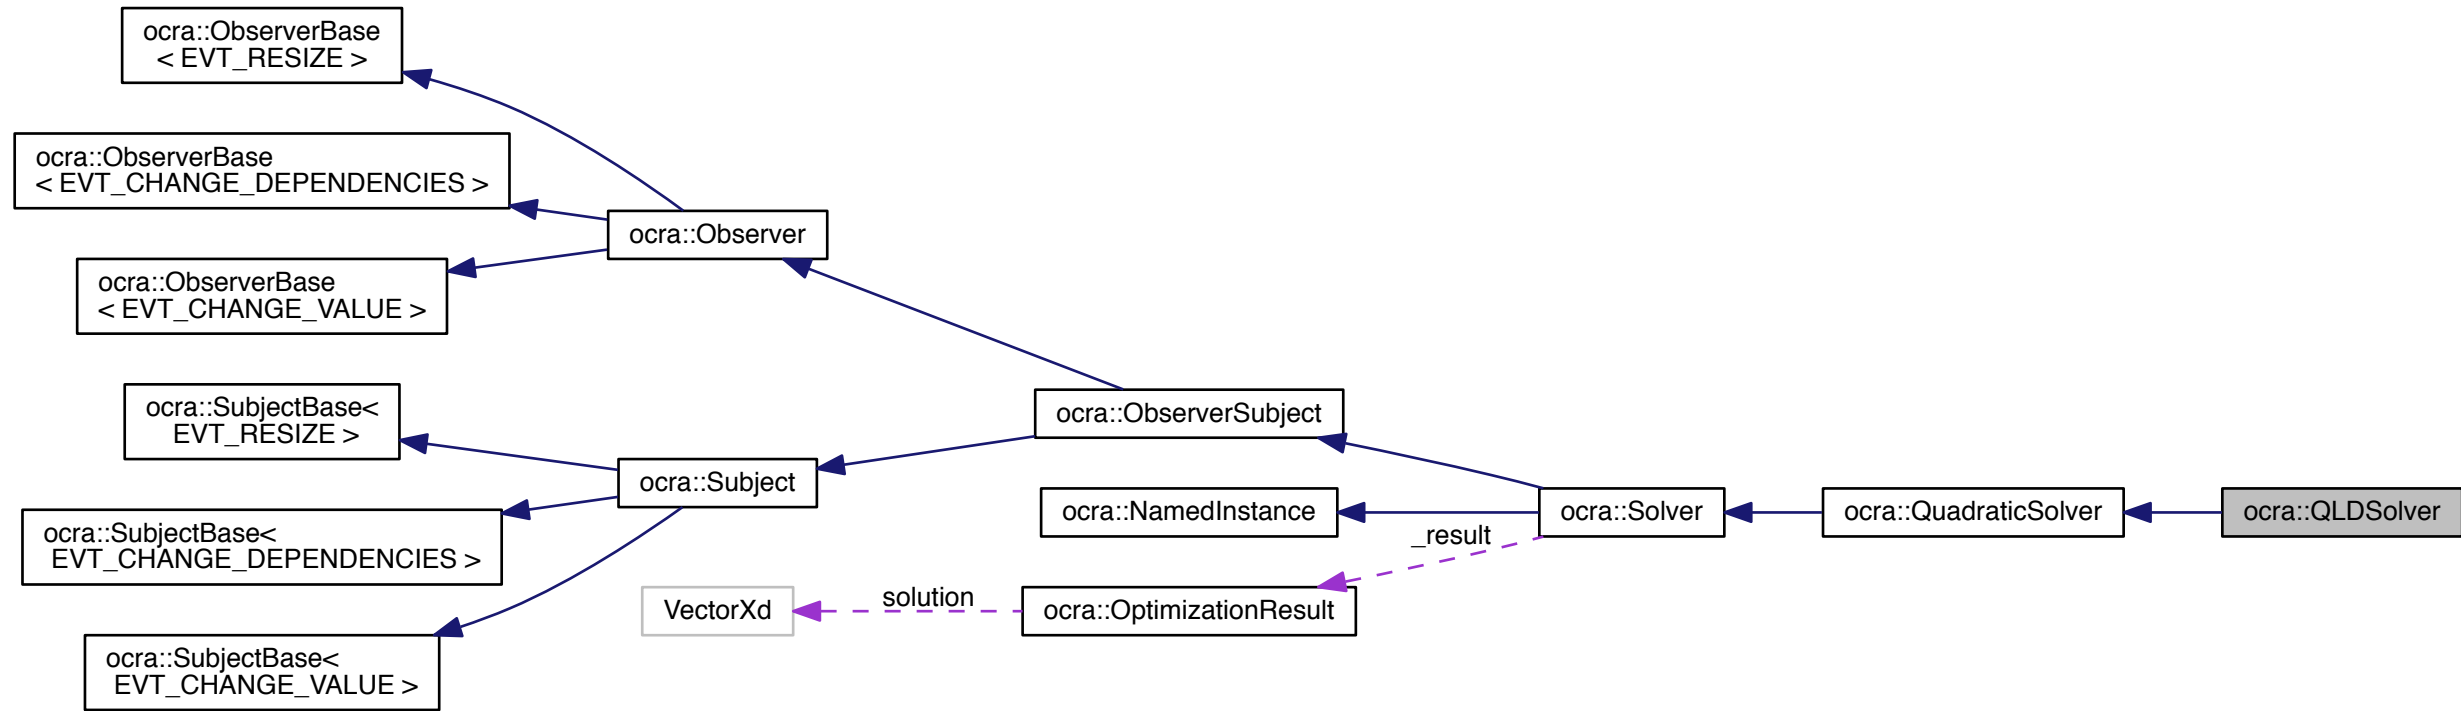 ocra::ObserverBase
< EVT_RESIZE >
ocra::ObserverBase
< EVT_CHANGE_DEPENDENCIES >
ocra::Observer
ocra::ObserverBase
< EVT_CHANGE_VALUE >
ocra::SubjectBase<
EVT_RESIZE >
ocra::ObserverSubject
ocra::Subject
ocra::NamedInstance
ocra::Solver
ocra::QuadraticSolver
ocra::QLDSolver
ocra::SubjectBase<
EVT_CHANGE_DEPENDENCIES >
_result
solution
VectorXd
ocra::OptimizationResult
ocra::SubjectBase<
EVT_CHANGE_VALUE >